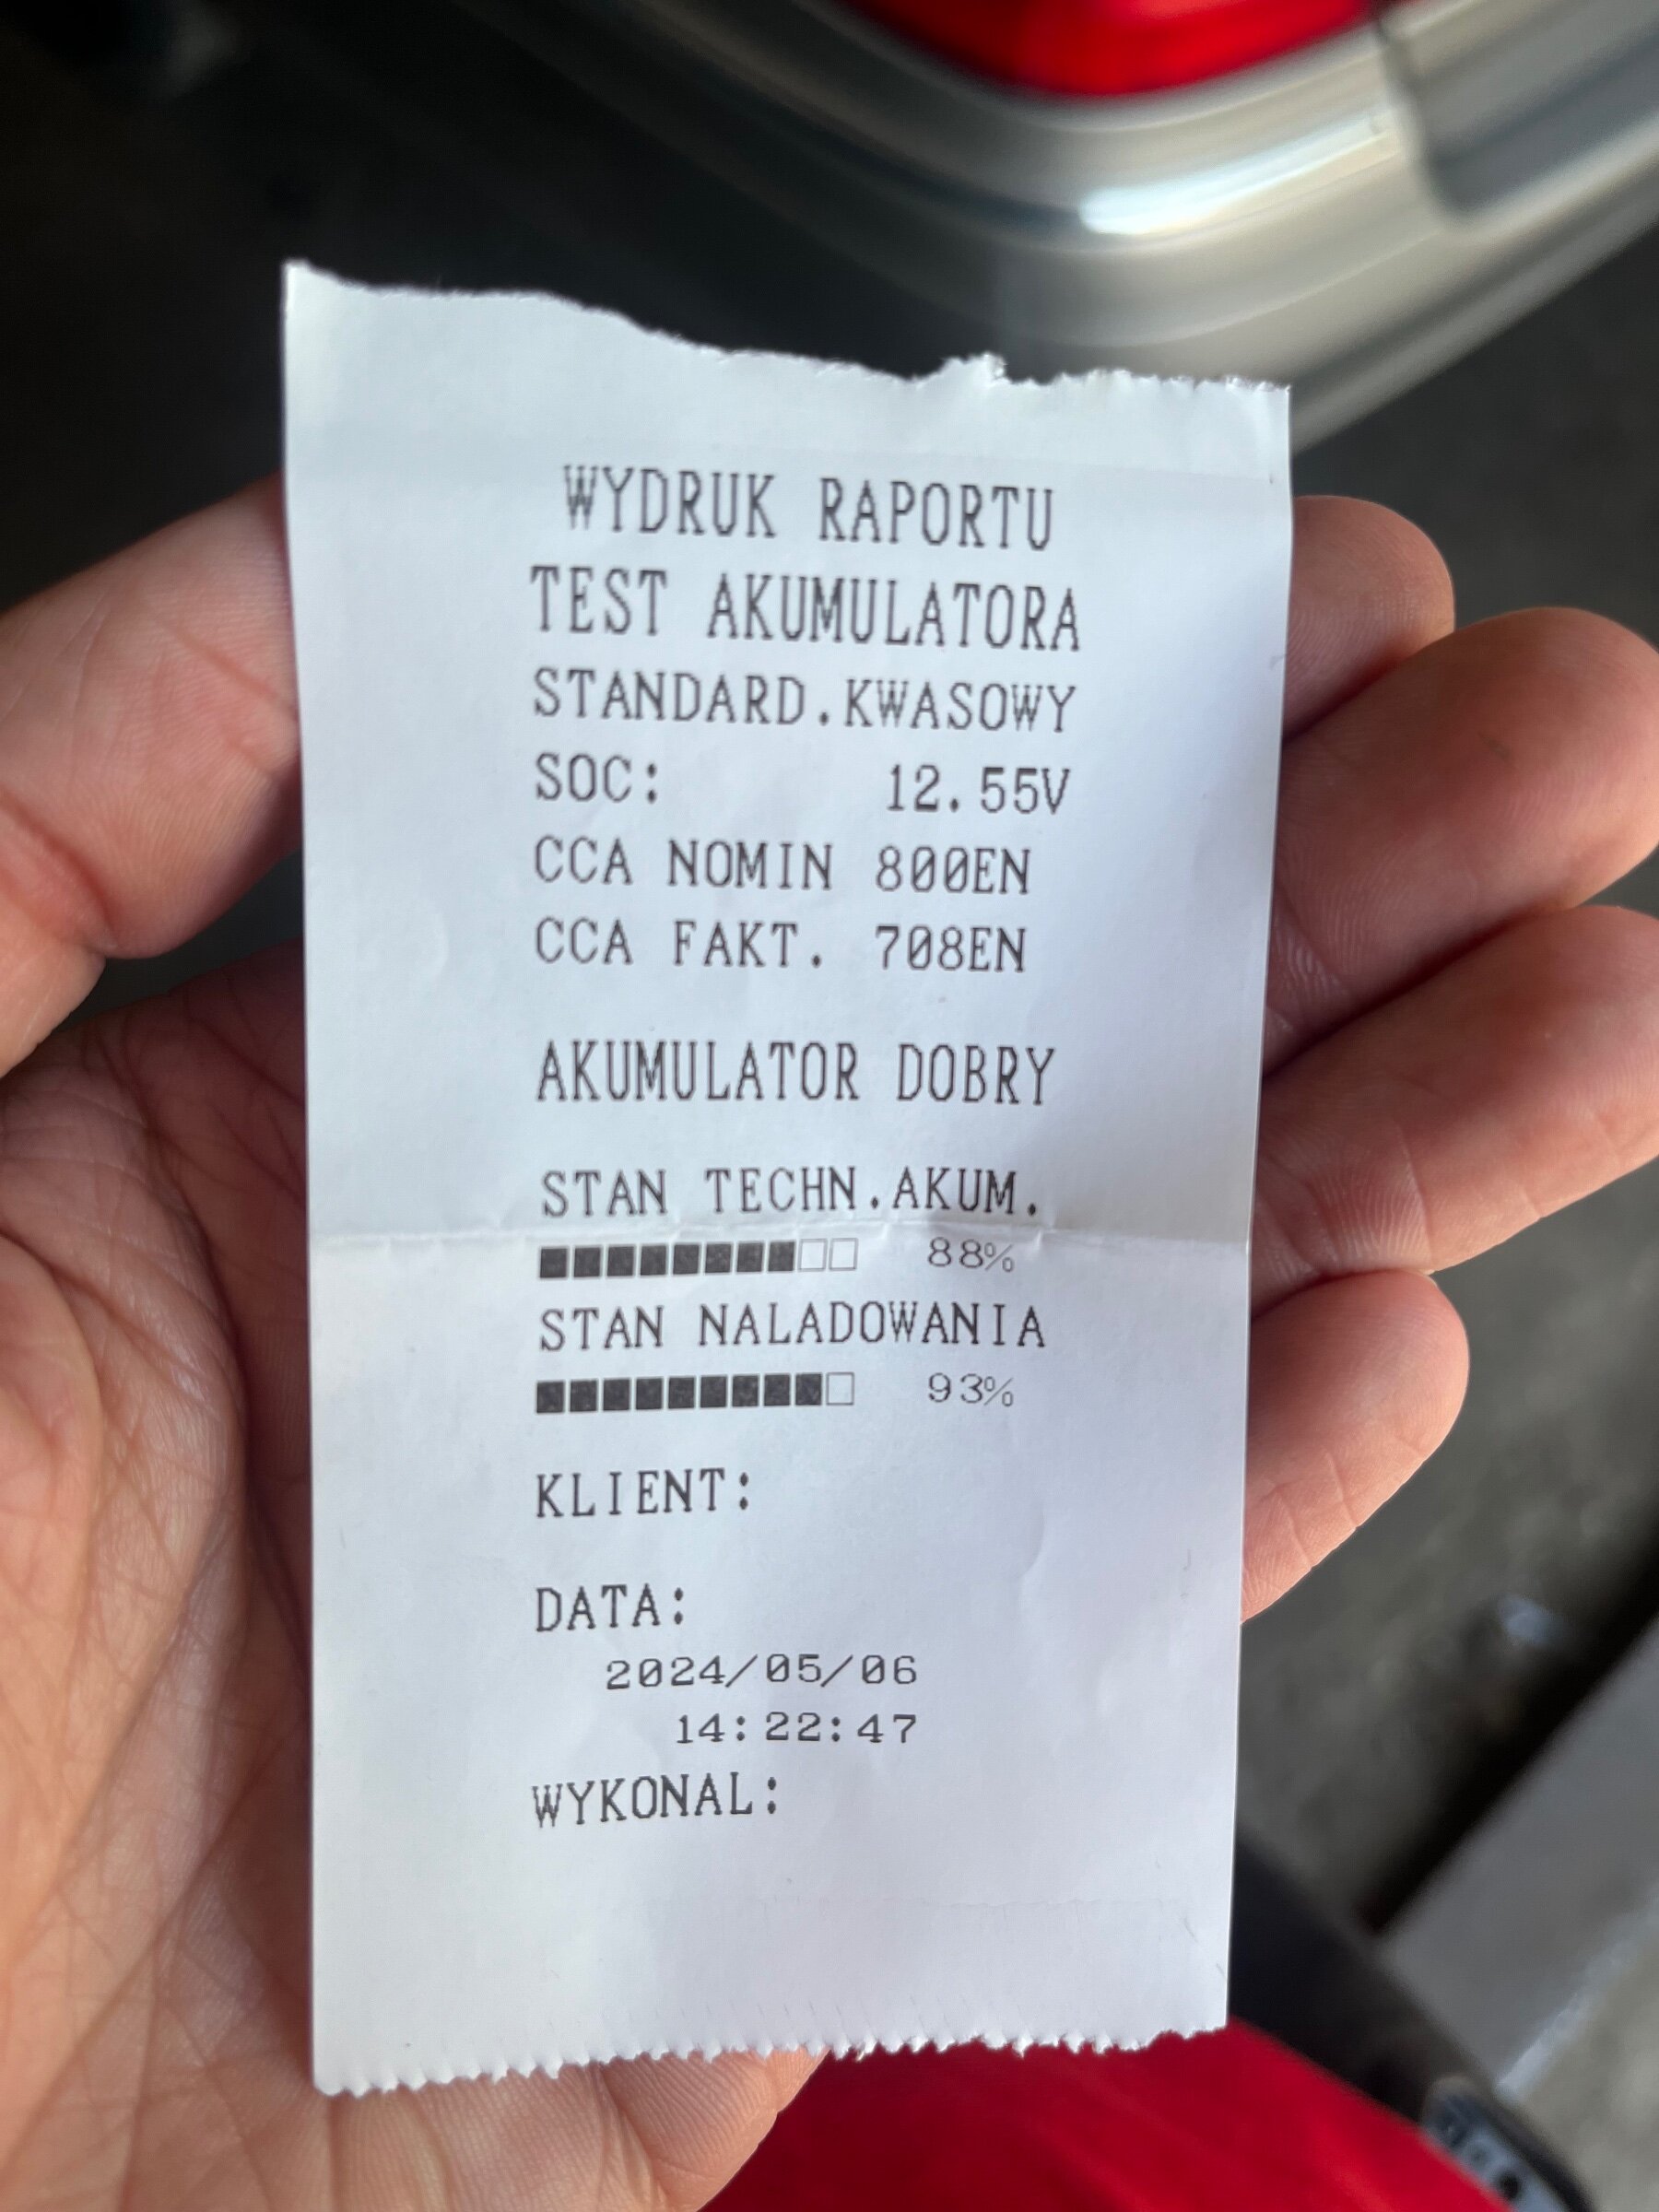 WYDRUK RAPORTU
TEST AKUMULATORA
STANDARD.KWASOWY
SOC: 12.55V
CCA NOMIN 800EN
CCA FAKT. 708EN
AKUMULATOR DOBRY
STAN TECHN.AKUM.
88%
STAN NALADOWANIA
93%
KLIENT:
DATA:
2024/05/06
14:22:47
WYKONAL: